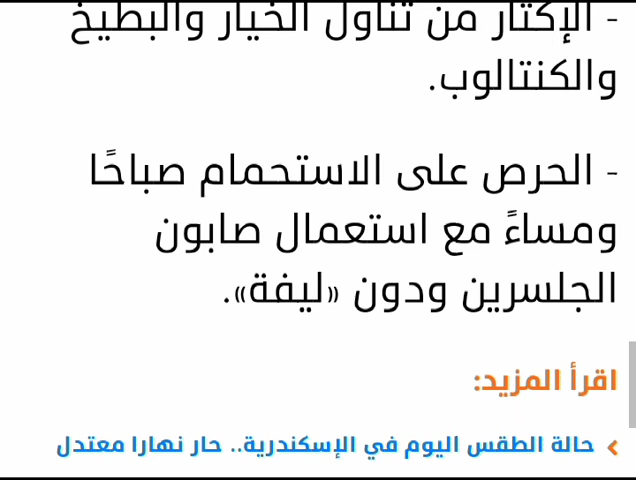 - الإكثار من تناول الخيار والبطيخ
والكنتالوب.
- الحرص على الاستحمام صباحًا
ومساءً مع استعمال صابون
الجلسرين ودون «ليفة».
اقرأ المزيد:
حالة الطقس اليوم في الإسكندرية.. حار نهارا معتدل